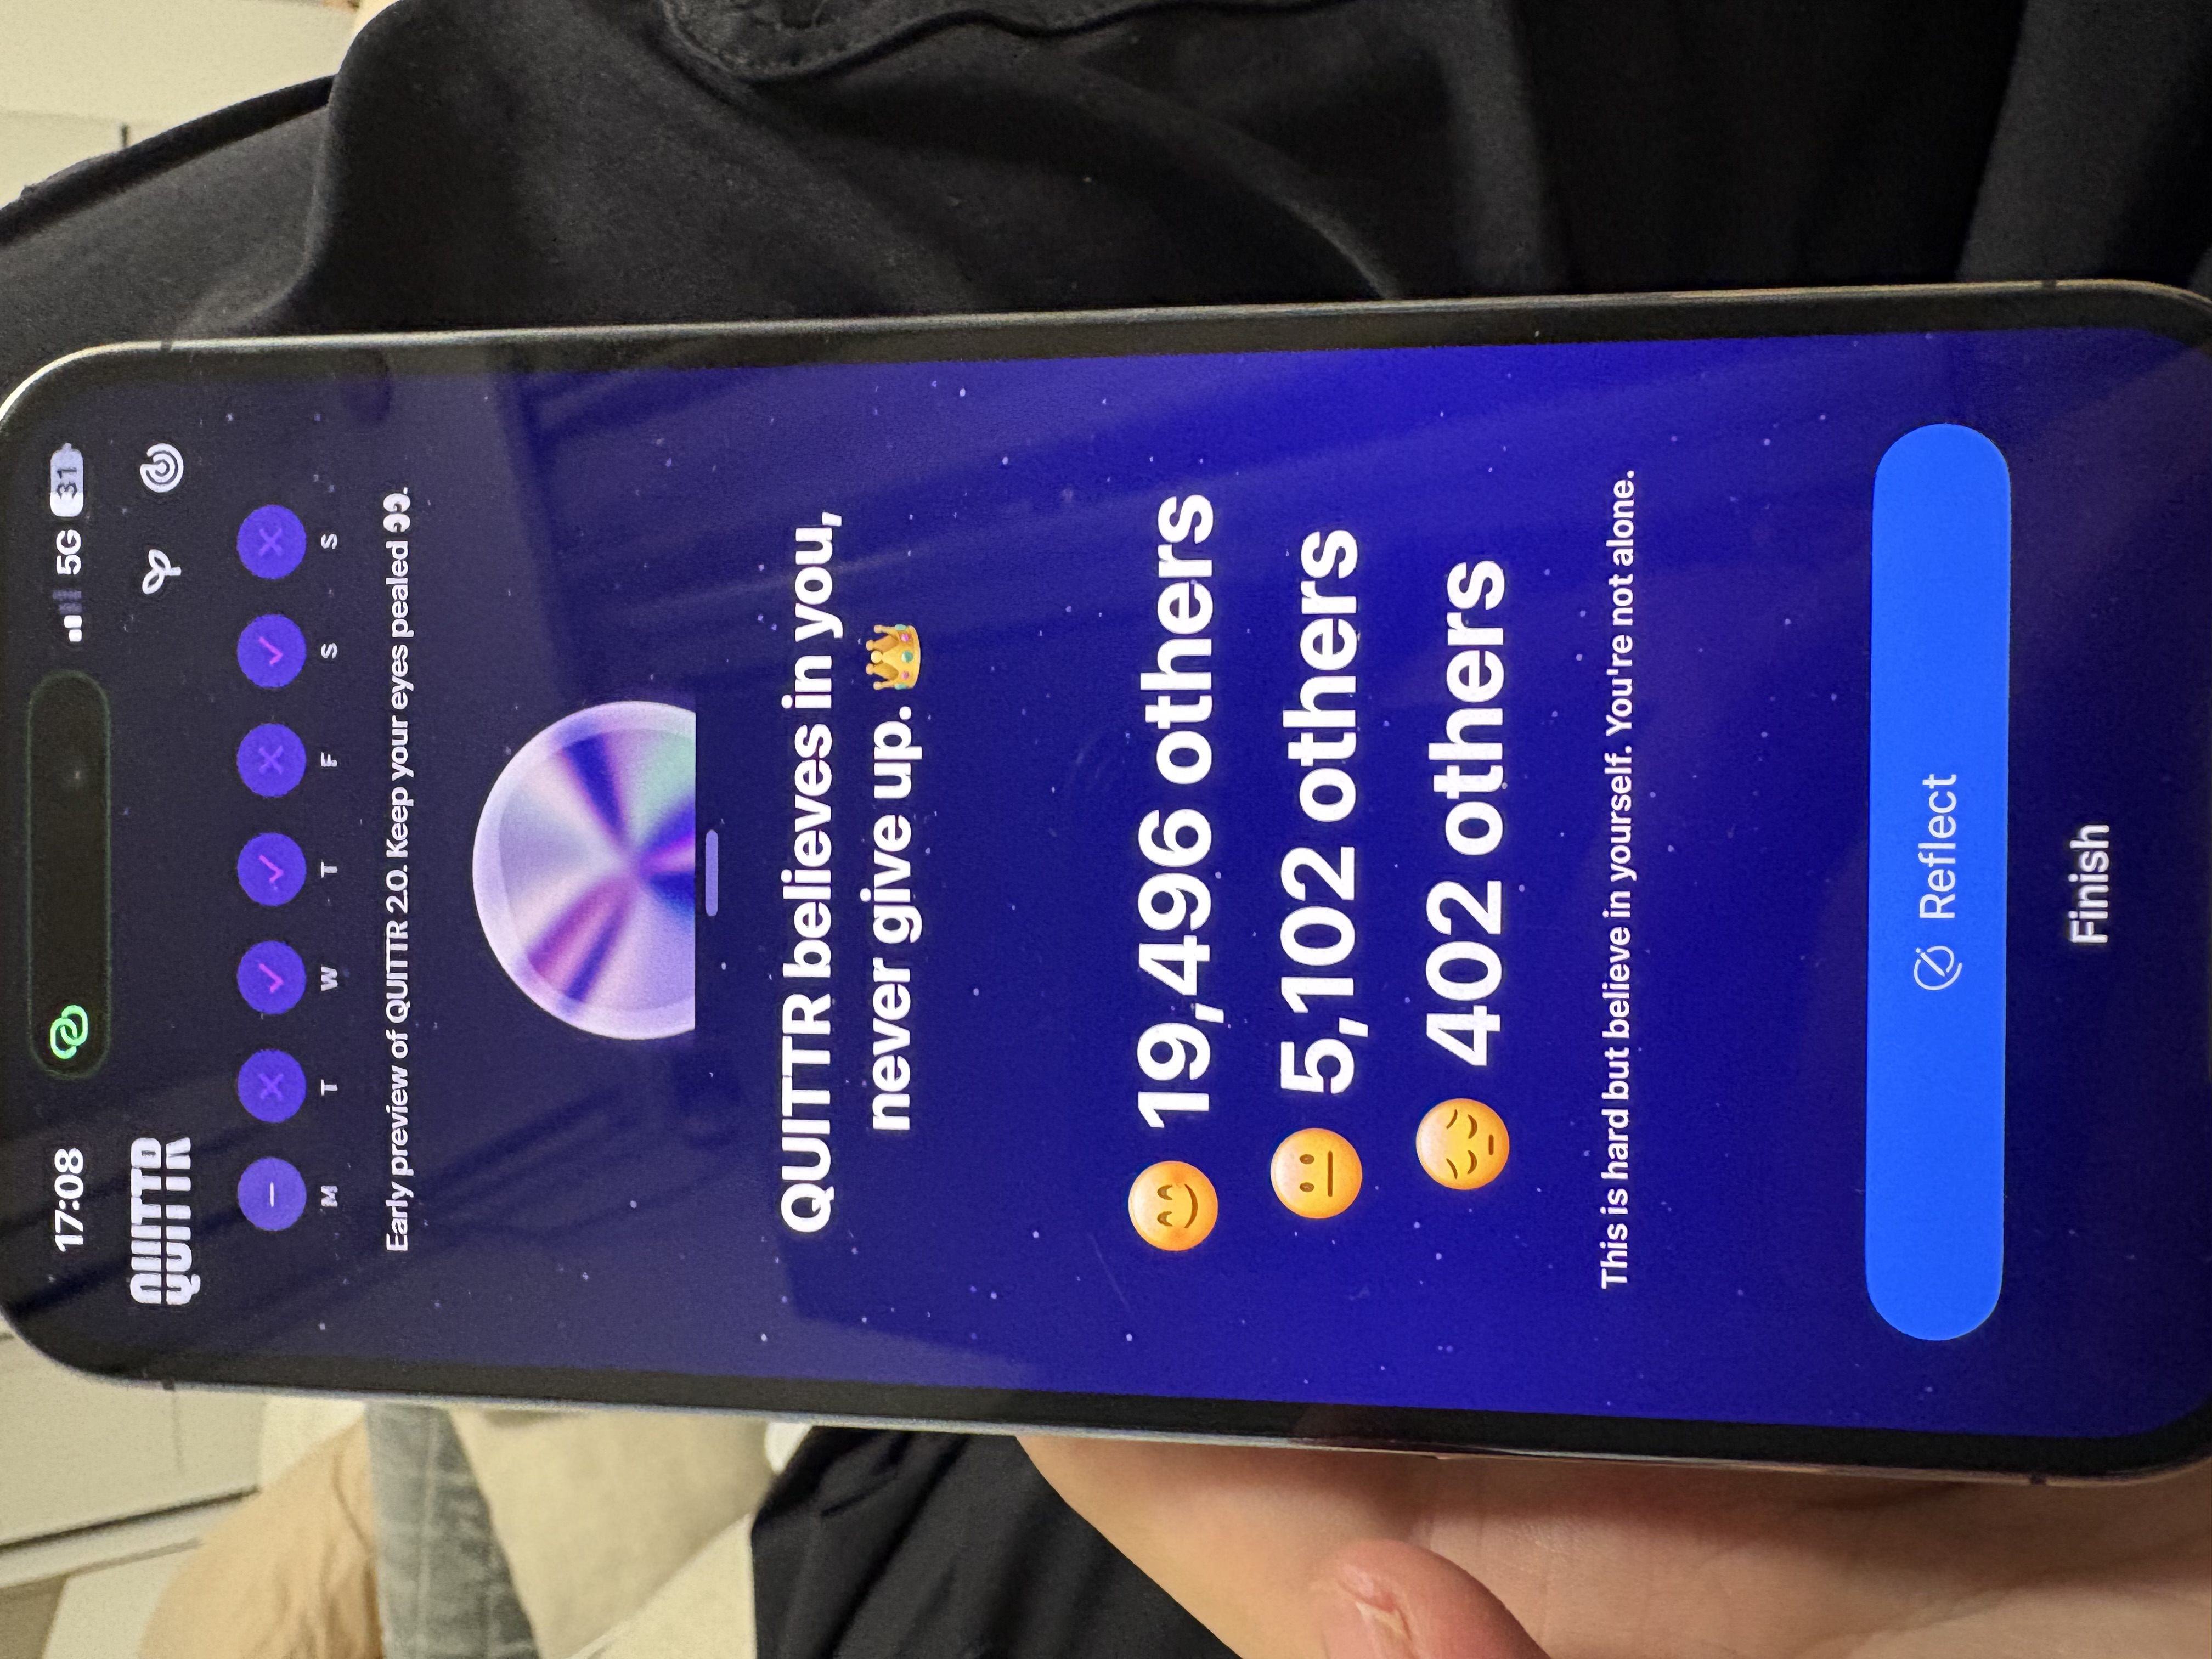 17:08 5G 31
QUITTR
M T W T F S S
Early preview of QUITTR 2.0. Keep your eyes pealed 👀.
QUITTR believes in you,
never give up. 👑
😊 19,496 others
😐 5,102 others
😔 402 others
This is hard but believe in yourself. You're not alone.
Reflect
Finish